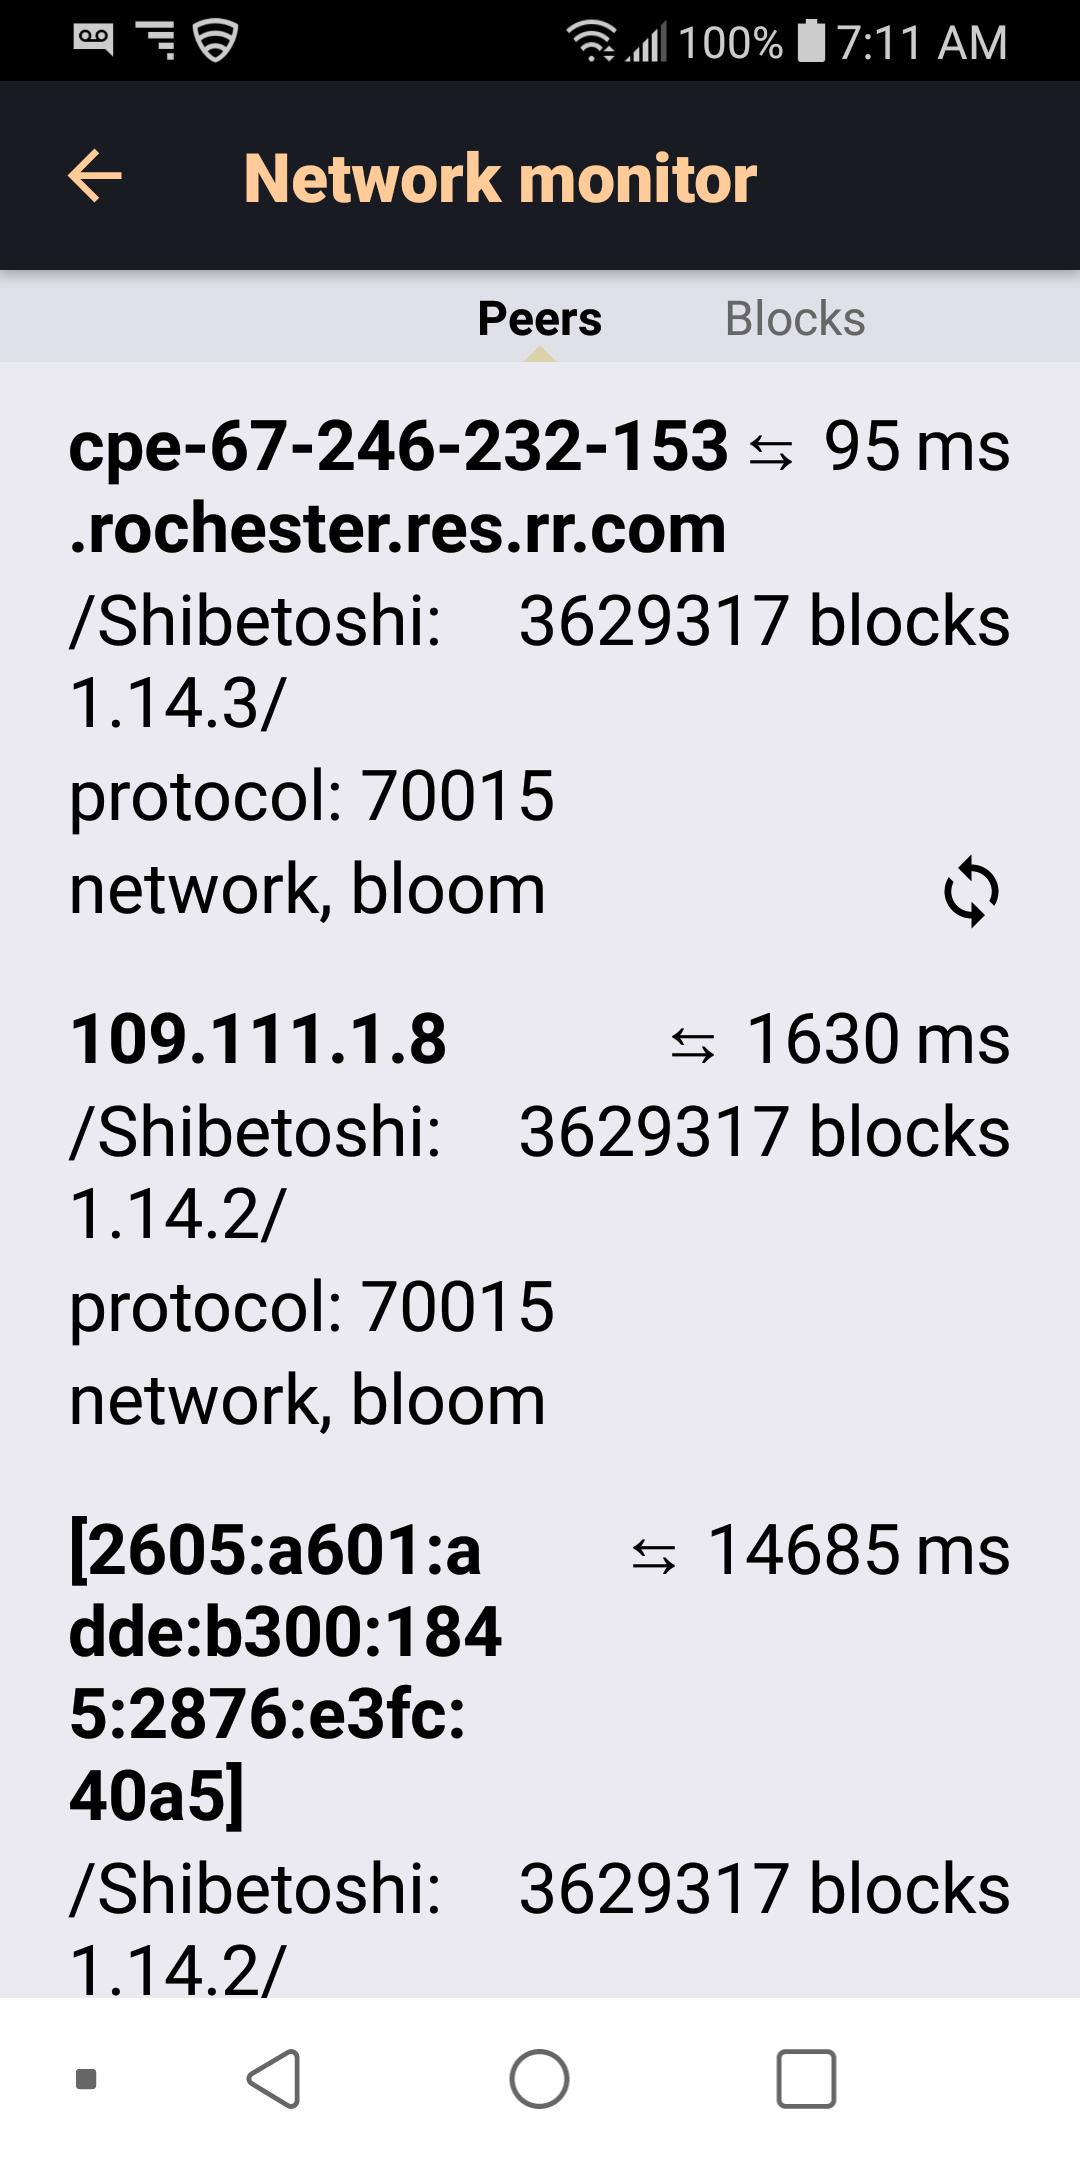 100% 7:11 AM
Network monitor
Peers Blocks
cpe-67-246-232-153 ⇆ 95 ms
.rochester.res.rr.com
/Shibetoshi: 3629317 blocks
1.14.3/
protocol: 70015
network, bloom
109.111.1.8 ⇆ 1630 ms
/Shibetoshi: 3629317 blocks
1.14.2/
protocol: 70015
network, bloom
[2605:a601:a ⇆ 14685 ms
dde:b300:184
5:2876:e3fc:
40a5]
/Shibetoshi: 3629317 blocks
1.14.2/